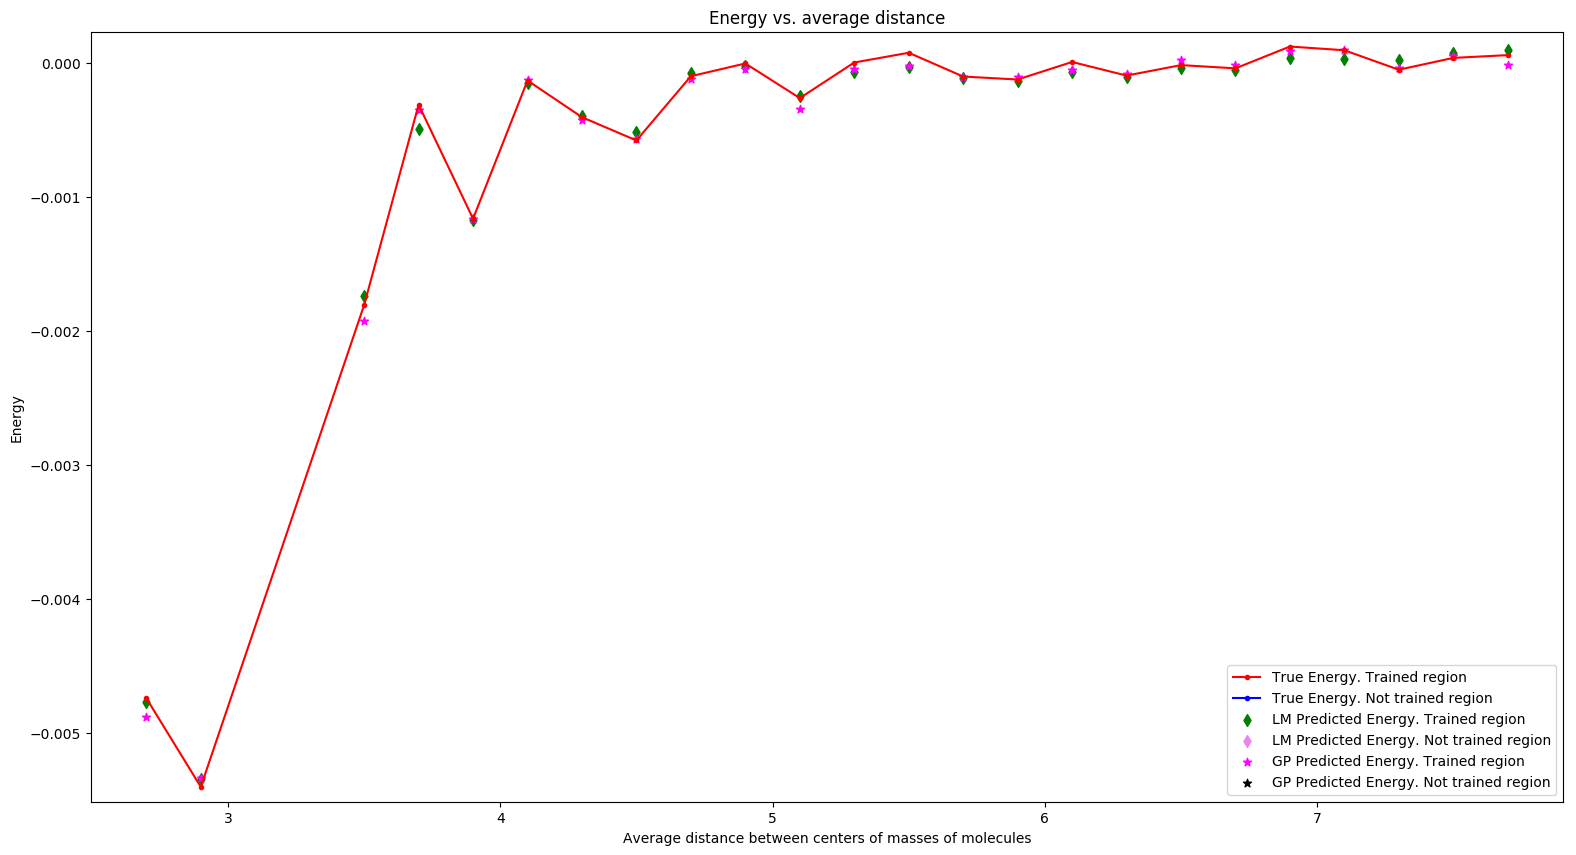 Energy vs. average distance
0.000
−0.001
−0.002
−0.003
−0.004
−0.005
Energy
3
4
5
6
7
Average distance between centers of masses of molecules
True Energy. Trained region
True Energy. Not trained region
LM Predicted Energy. Trained region
LM Predicted Energy. Not trained region
GP Predicted Energy. Trained region
GP Predicted Energy. Not trained region